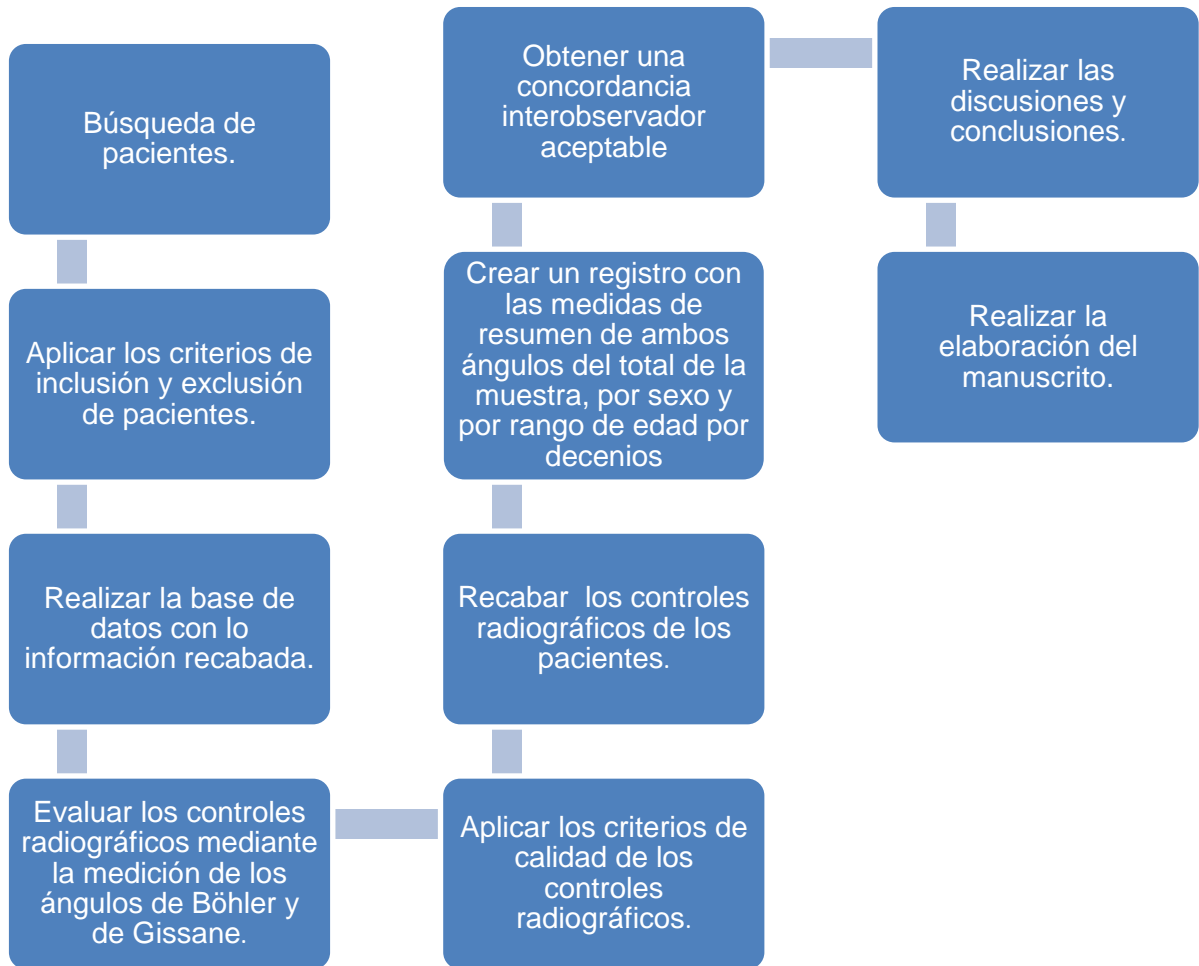 Búsqueda de
pacientes.
Aplicar los criterios de
inclusión y exclusión
de pacientes.
Realizar la base de
datos con lo
información recabada.
Evaluar los controles
radiográficos mediante
la medición de los
ángulos de Böhler y
de Gissane.
Aplicar los criterios de
calidad de los
controles
radiográficos.
Recabar los controles
radiográficos de los
pacientes.
Crear un registro con
las medidas de
resumen de ambos
ángulos del total de la
muestra, por sexo y
por rango de edad por
decenios
Obtener una
concordancia
interobservador
aceptable
Realizar las
discusiones y
conclusiones.
Realizar la
elaboración del
manuscrito.